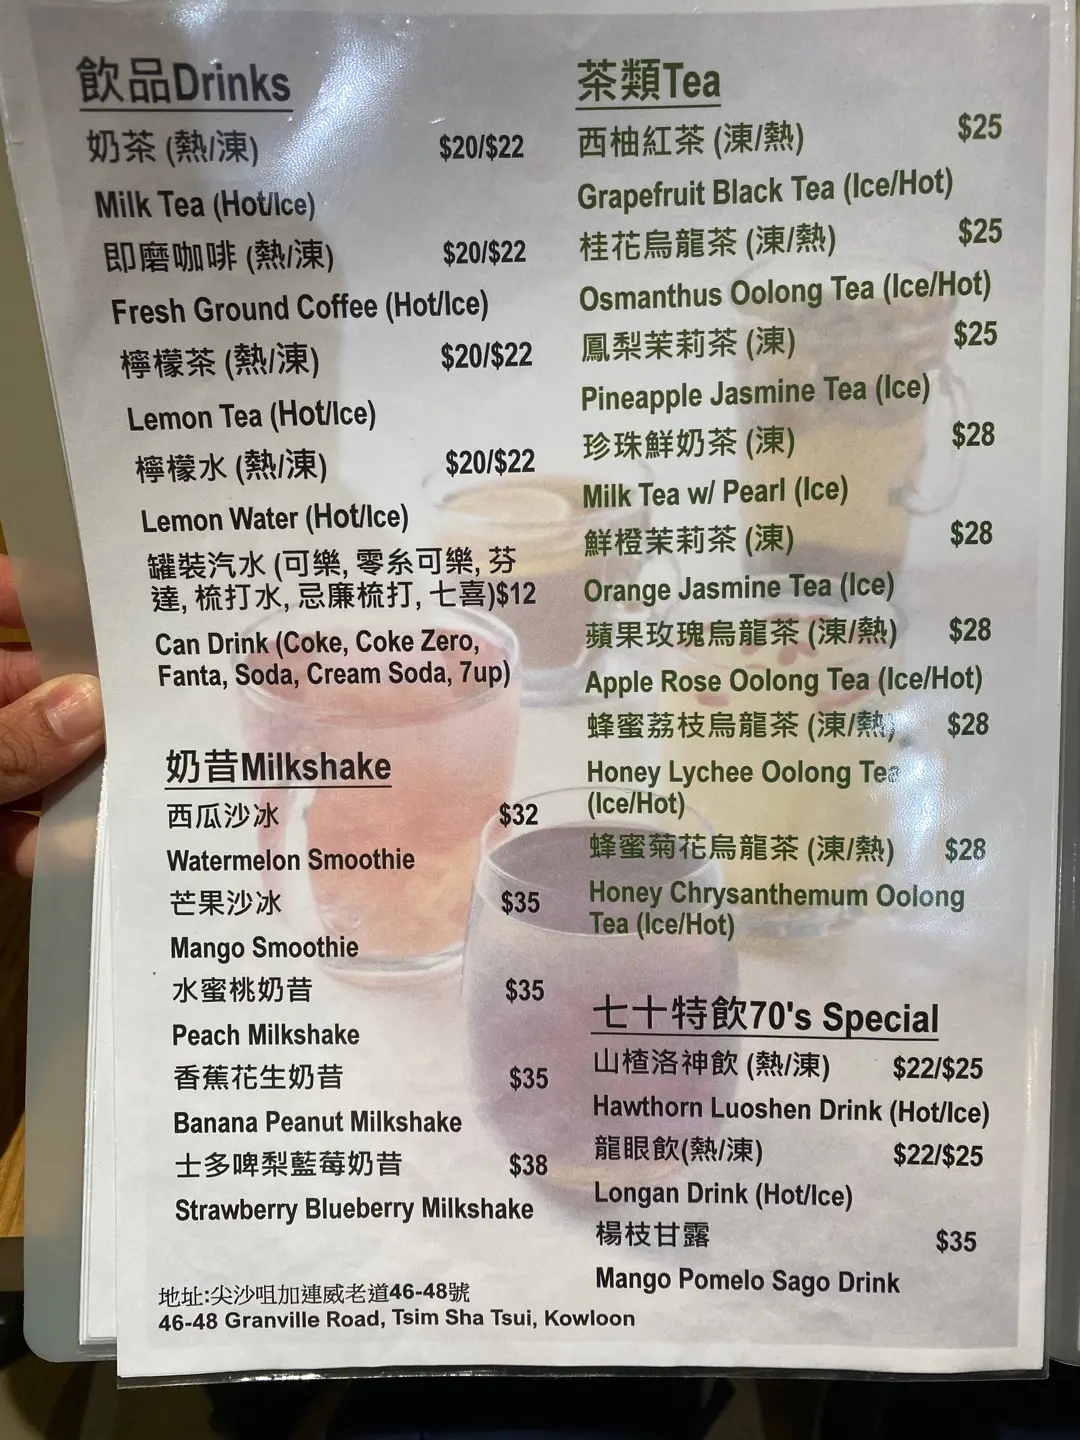 飲品Drinks
奶茶 (熱/凍) $20/$22
Milk Tea (Hot/Ice)
即磨咖啡 (熱/凍) $20/$22
Fresh Ground Coffee (Hot/Ice)
檸檬茶 (熱/凍) $20/$22
Lemon Tea (Hot/Ice)
檸檬水 (熱/凍) $20/$22
Lemon Water (Hot/Ice)
罐裝汽水 (可樂, 零糸可樂, 芬
達, 梳打水, 忌廉梳打, 七喜)$12
Can Drink (Coke, Coke Zero,
Fanta, Soda, Cream Soda, 7up)
奶昔Milkshake
西瓜沙冰 $32
Watermelon Smoothie
芒果沙冰 $35
Mango Smoothie
水蜜桃奶昔 $35
Peach Milkshake
香蕉花生奶昔 $35
Banana Peanut Milkshake
士多啤梨藍莓奶昔 $38
Strawberry Blueberry Milkshake
地址:尖沙咀加連威老道46-48號
46-48 Granville Road, Tsim Sha Tsui, Kowloon
茶類Tea
西柚紅茶 (凍/熱) $25
Grapefruit Black Tea (Ice/Hot)
桂花烏龍茶 (凍/熱) $25
Osmanthus Oolong Tea (Ice/Hot)
鳳梨茉莉茶 (凍) $25
Pineapple Jasmine Tea (Ice)
珍珠鮮奶茶 (凍) $28
Milk Tea w/ Pearl (Ice)
鮮橙茉莉茶 (凍) $28
Orange Jasmine Tea (Ice)
蘋果玫瑰烏龍茶 (凍/熱) $28
Apple Rose Oolong Tea (Ice/Hot)
蜂蜜荔枝烏龍茶 (凍/熱) $28
Honey Lychee Oolong Tea
(Ice/Hot)
蜂蜜菊花烏龍茶 (凍/熱) $28
Honey Chrysanthemum Oolong
Tea (Ice/Hot)
七十特飲70's Special
山楂洛神飲 (熱/凍) $22/$25
Hawthorn Luoshen Drink (Hot/Ice)
龍眼飲(熱/凍) $22/$25
Longan Drink (Hot/Ice)
楊枝甘露 $35
Mango Pomelo Sago Drink